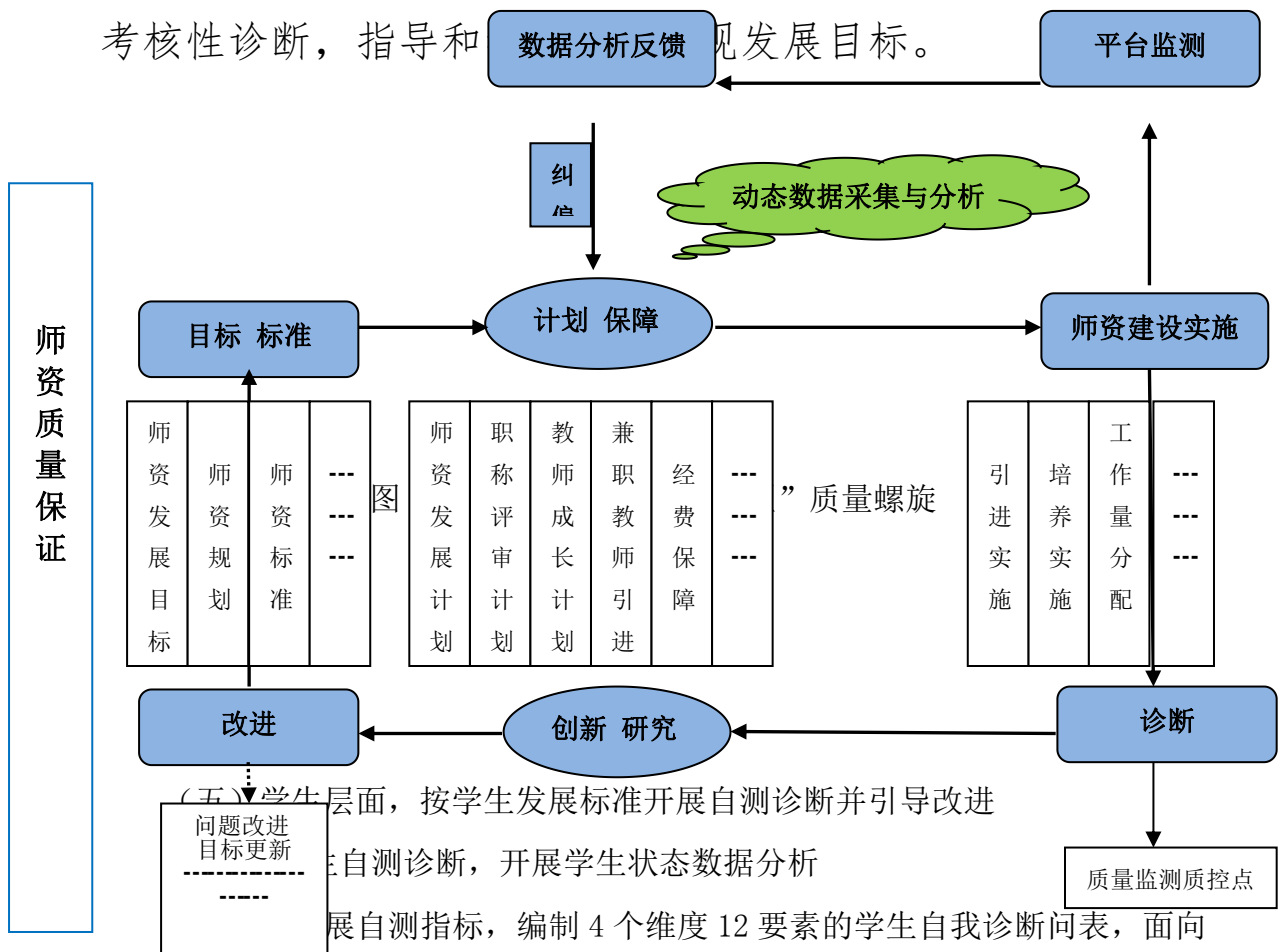 考核性诊断，指导和
数据分析反馈
现发展目标。
平台监测
纠
偏
动态数据采集与分析
师资质量保证
目标 标准
计划 保障
师资建设实施
师资发展目标
师资规划
师资标准
---
---
---
图
师资发展计划
职称评审计划
教师成长计划
兼职教师引进
经费保障
---
---
---
”质量螺旋
引进实施
培养实施
工作量分配
---
---
---
改进
创新 研究
诊断
（五）学生层面，按学生发展标准开展自测诊断并引导改进
问题改进
目标更新
--------------
------
生自测诊断，开展学生状态数据分析
质量监测质控点
展自测指标，编制 4 个维度 12 要素的学生自我诊断问表，面向